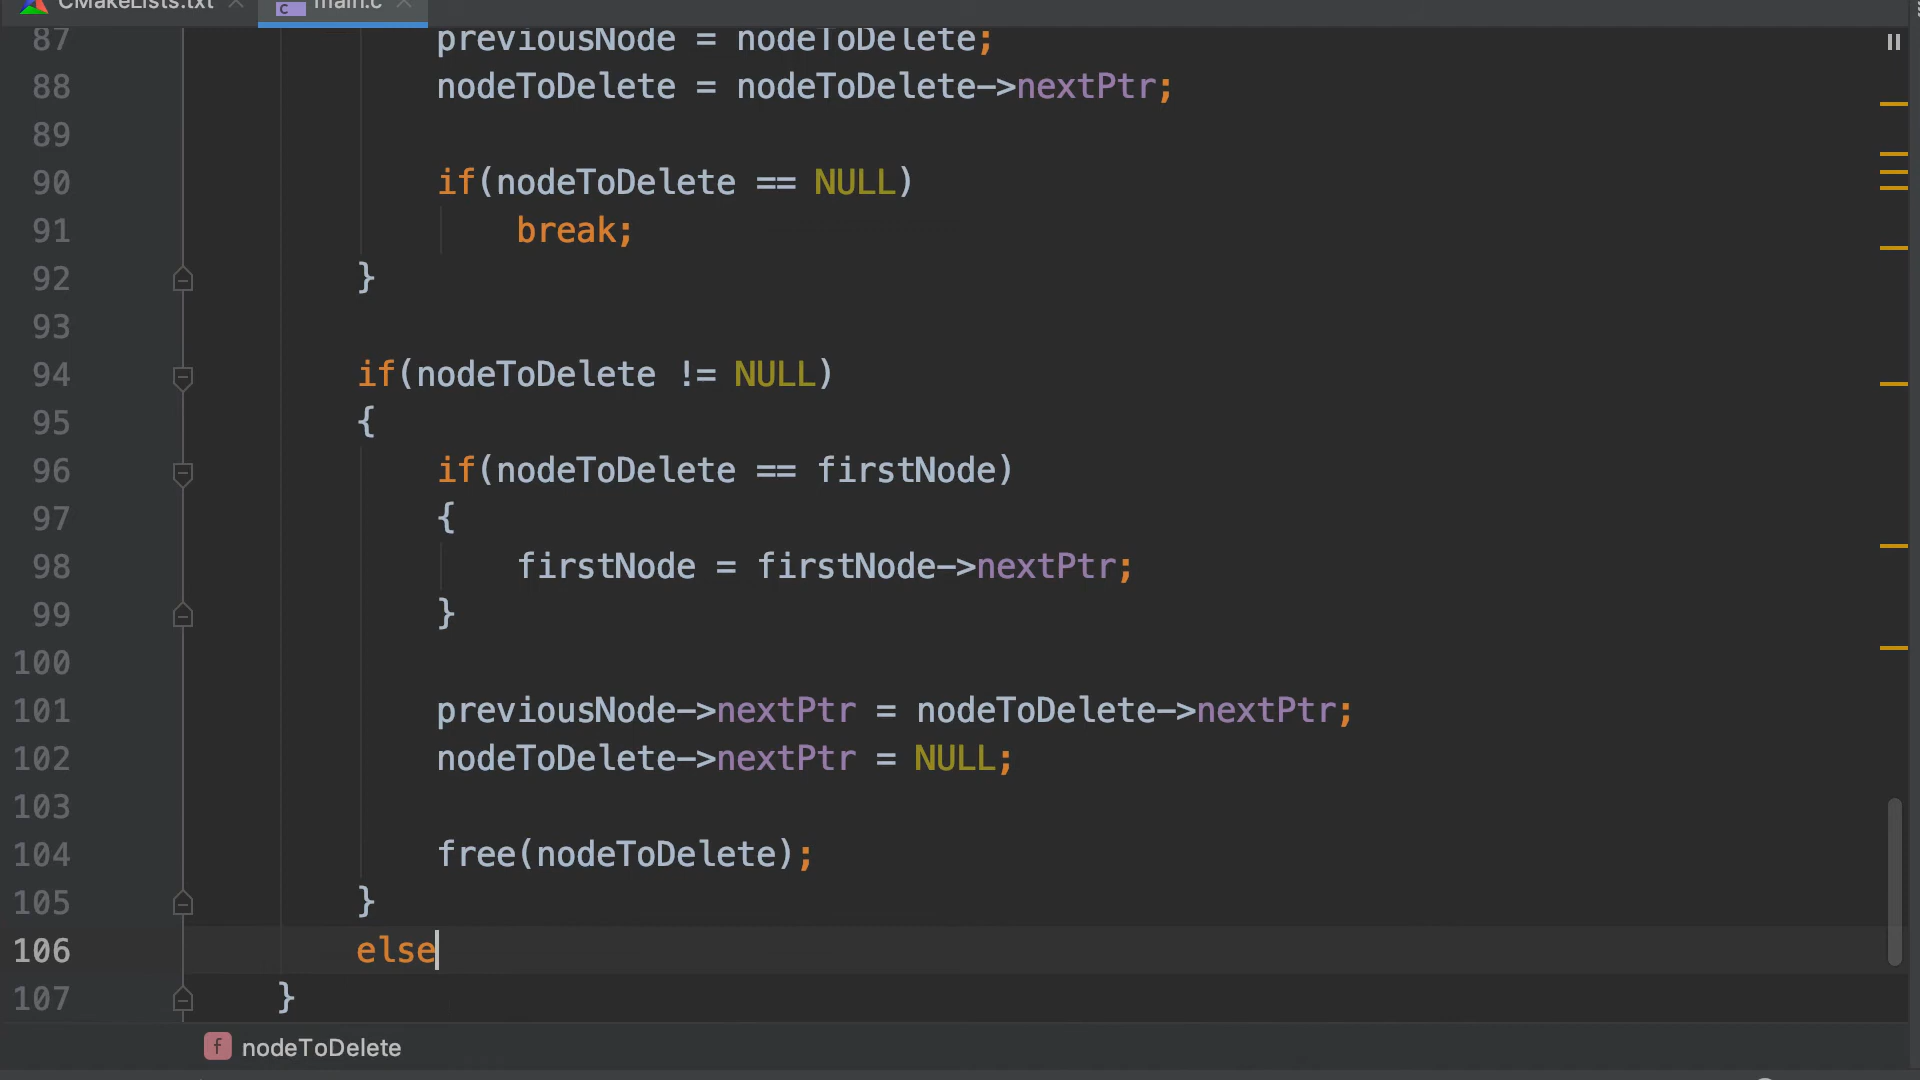 CMakeLists.txt main.c
87 previousNode = nodeToDelete;
88 nodeToDelete = nodeToDelete->nextPtr;
89
90 if(nodeToDelete == NULL)
91 break;
92 }
93
94 if(nodeToDelete != NULL)
95 {
96 if(nodeToDelete == firstNode)
97 {
98 firstNode = firstNode->nextPtr;
99 }
100
101 previousNode->nextPtr = nodeToDelete->nextPtr;
102 nodeToDelete->nextPtr = NULL;
103
104 free(nodeToDelete);
105 }
106 else
107 }
f nodeToDelete